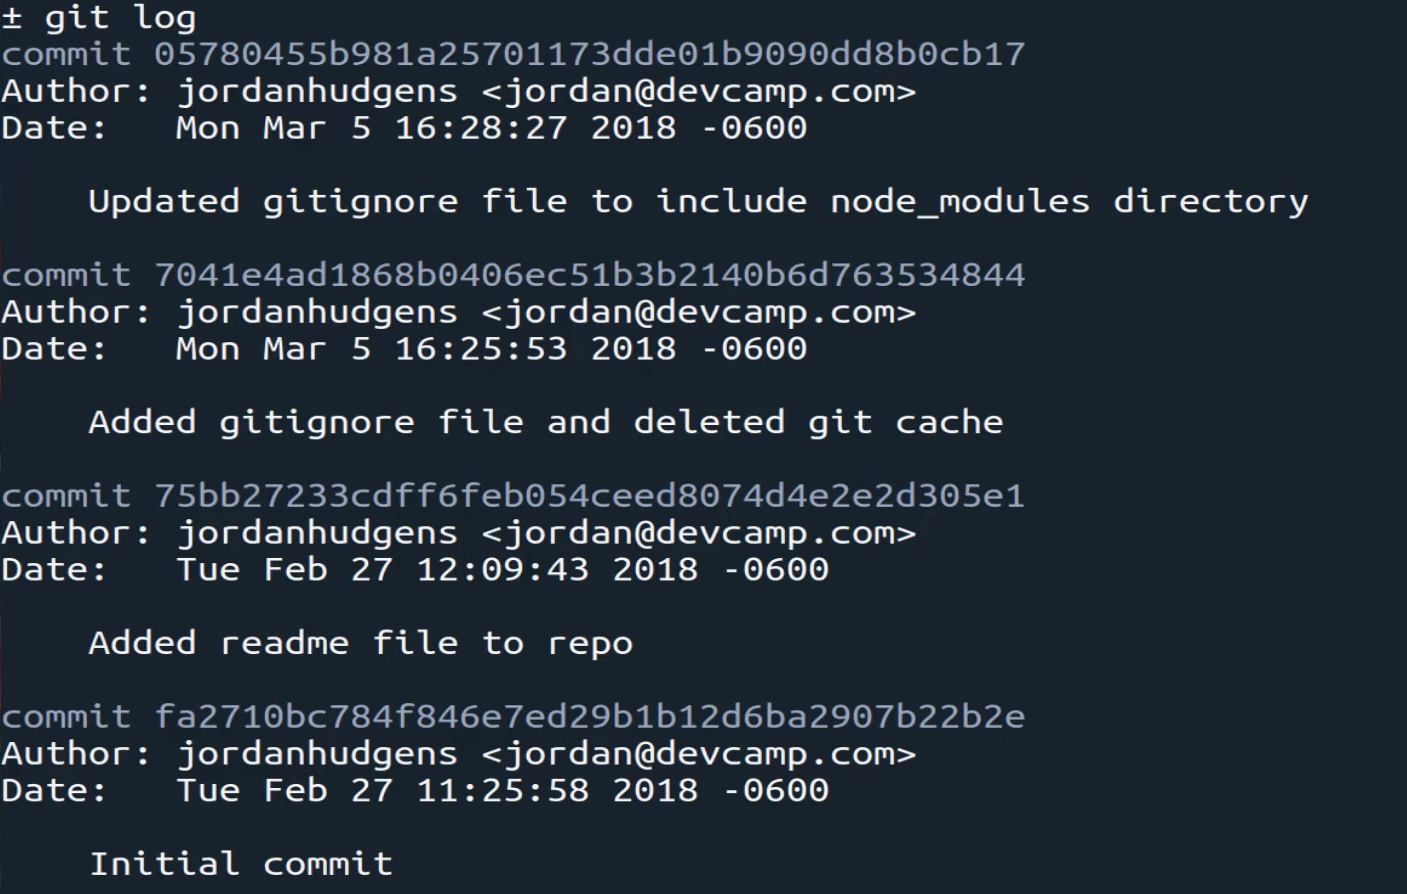 ± git log
commit 05780455b981a25701173dde01b9090dd8b0cb17
Author: jordanhudgens <jordan@devcamp.com>
Date:   Mon Mar 5 16:28:27 2018 -0600
    Updated gitignore file to include node_modules directory
commit 7041e4ad1868b0406ec51b3b2140b6d763534844
Author: jordanhudgens <jordan@devcamp.com>
Date:   Mon Mar 5 16:25:53 2018 -0600
    Added gitignore file and deleted git cache
commit 75bb27233cdff6feb054ceed8074d4e2e2d305e1
Author: jordanhudgens <jordan@devcamp.com>
Date:   Tue Feb 27 12:09:43 2018 -0600
    Added readme file to repo
commit fa2710bc784f846e7ed29b1b12d6ba2907b22b2e
Author: jordanhudgens <jordan@devcamp.com>
Date:   Tue Feb 27 11:25:58 2018 -0600
    Initial commit